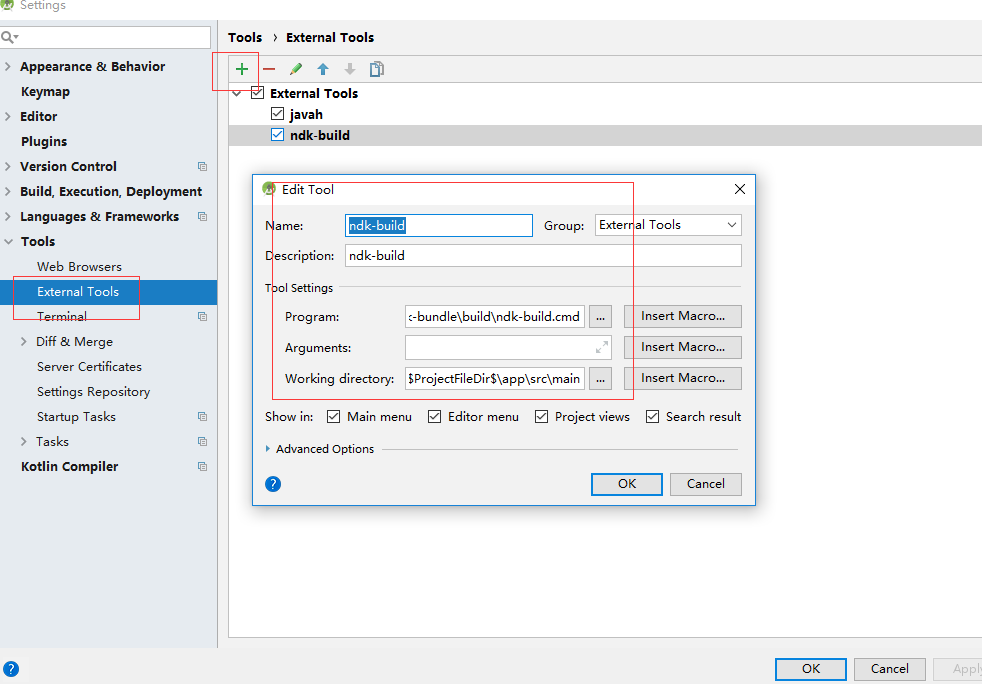 Settings
Tools › External Tools
Appearance & Behavior
Keymap
Editor
Plugins
Version Control
Build, Execution, Deployment
Languages & Frameworks
Tools
Web Browsers
External Tools
Terminal
Diff & Merge
Server Certificates
Settings Repository
Startup Tasks
Tasks
Kotlin Compiler
External Tools
javah
ndk-build
Edit Tool
Name: ndk-build Group: External Tools
Description: ndk-build
Tool Settings
Program: -bundle\build\ndk-build.cmd ... Insert Macro...
Arguments: Insert Macro...
Working directory: $ProjectFileDir$\app\src\main ... Insert Macro...
Show in: Main menu Editor menu Project views Search result
Advanced Options
? OK Cancel
? OK Cancel Apply